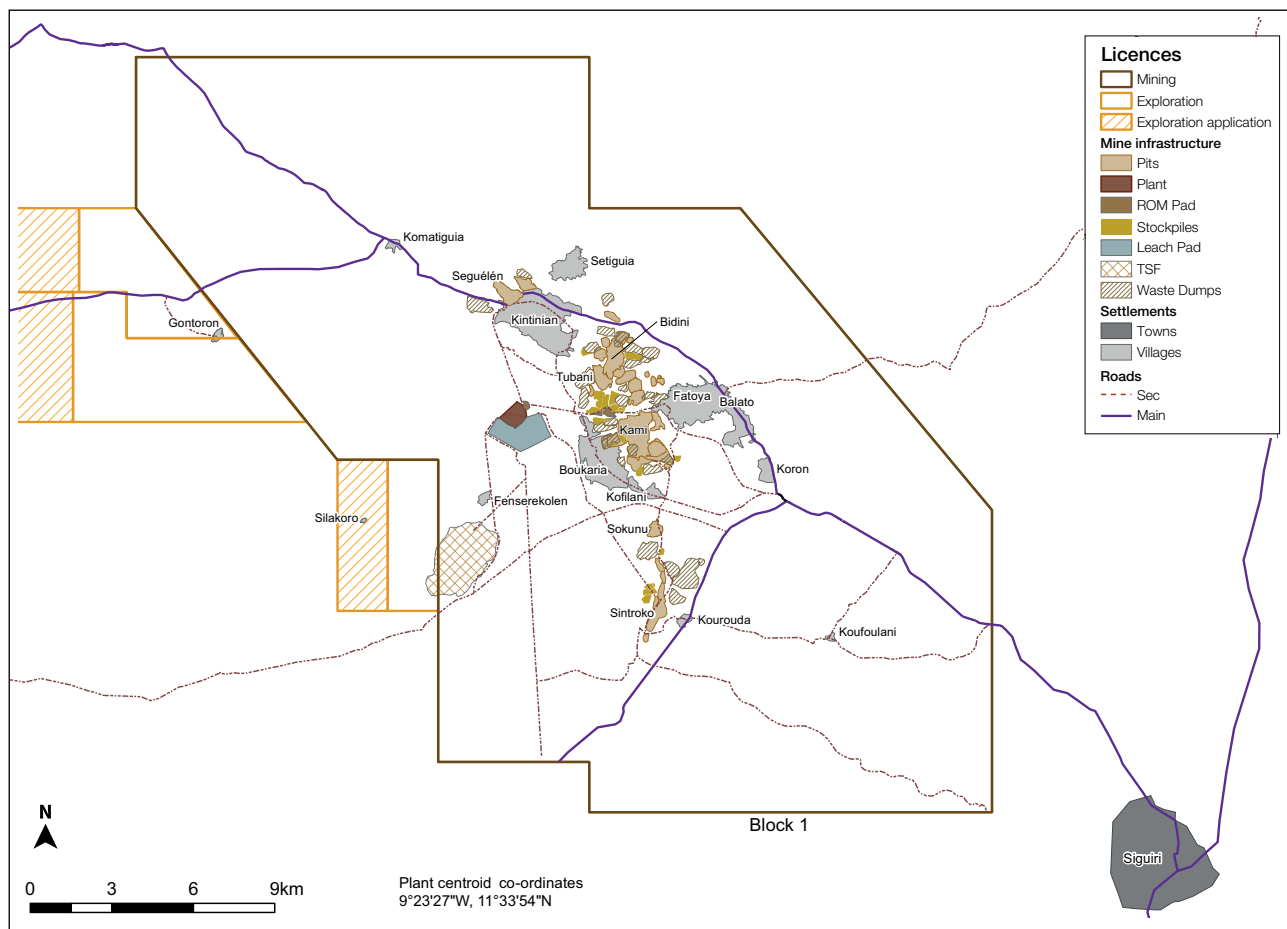 Licences
Mining
Exploration
Exploration application
Mine infrastructure
Pits
Plant
ROM Pad
Stockpiles
Leach Pad
TSF
Waste Dumps
Settlements
Towns
Villages
Roads
Sec
Main
Komatiguia
Setiguia
Seguélén
Kintinian
Bidini
Gontoron
Tubani
Fatoya
Balato
Kami
Boukaria
Koron
Kofilani
Fenserekolen
Silakoro
Sokunu
Sintroko
Kourouda
Koufoulani
Block 1
Siguiri
N
0 3 6 9km
Plant centroid co-ordinates
9°23'27"W, 11°33'54"N